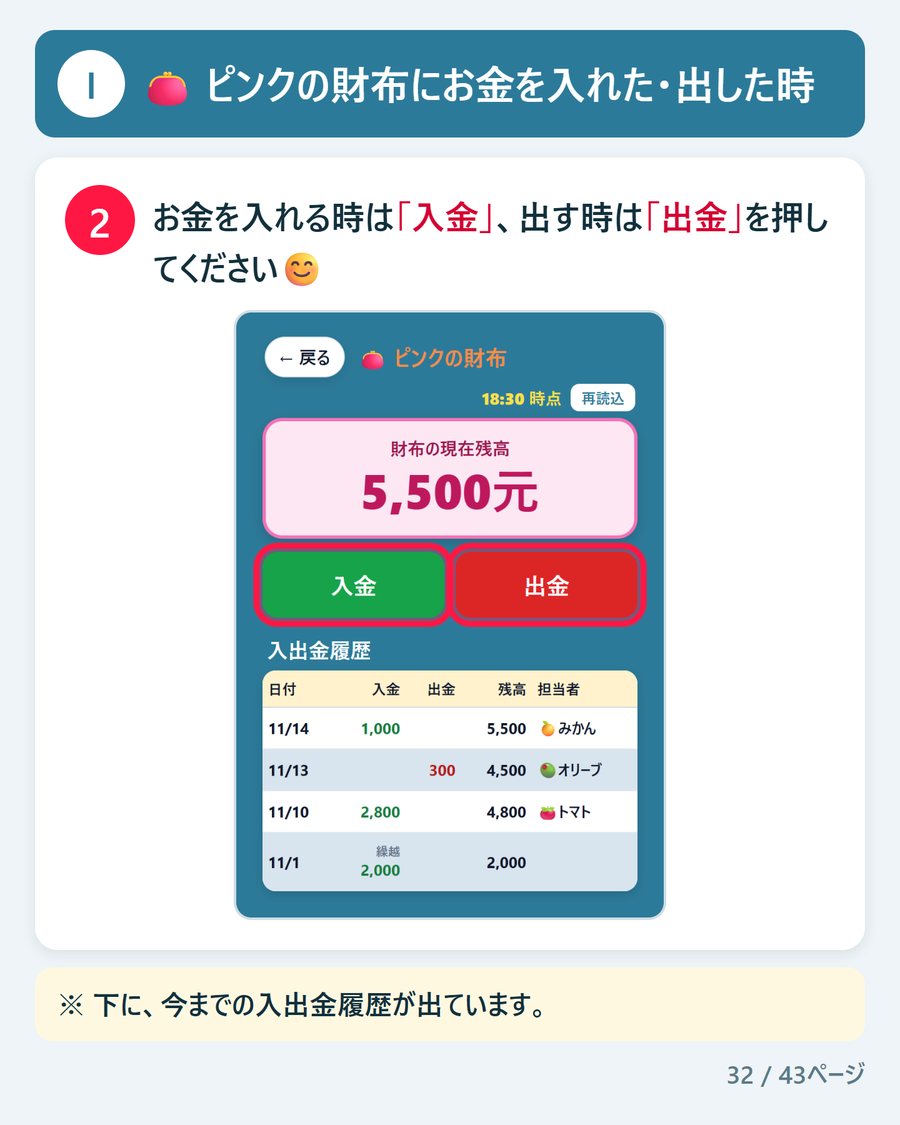 1 ピンクの財布にお金を入れた・出した時
2 お金を入れる時は「入金」、出す時は「出金」を押し
てください
← 戻る ピンクの財布
18:30 時点 再読込
財布の現在残高
5,500元
入金 出金
入出金履歴
日付 入金 出金 残高 担当者
11/14 1,000 5,500 みかん
11/13 300 4,500 オリーブ
11/10 2,800 4,800 トマト
繰越
11/1 2,000 2,000
※ 下に、今までの入出金履歴が出ています。
32 / 43ページ